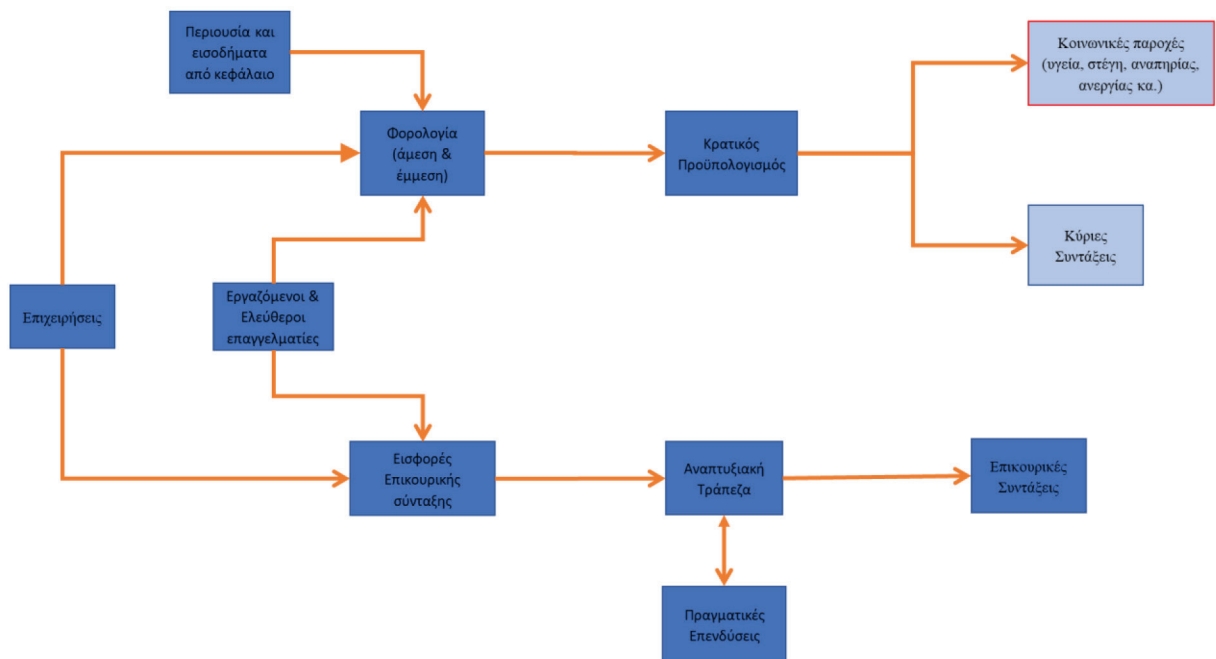 Περιουσία και
εισοδήματα
από κεφάλαιο
Κοινωνικές παροχές
(υγεία, στέγη, αναπηρίας,
ανεργίας κα.)
Φορολογία
(άμεση &
έμμεση)
Κρατικός
Προϋπολογισμός
Κύριες
Συντάξεις
Επιχειρήσεις
Εργαζόμενοι &
Ελεύθεροι
επαγγελματίες
Εισφορές
Επικουρικής
σύνταξης
Αναπτυξιακή
Τράπεζα
Επικουρικές
Συντάξεις
Πραγματικές
Επενδύσεις